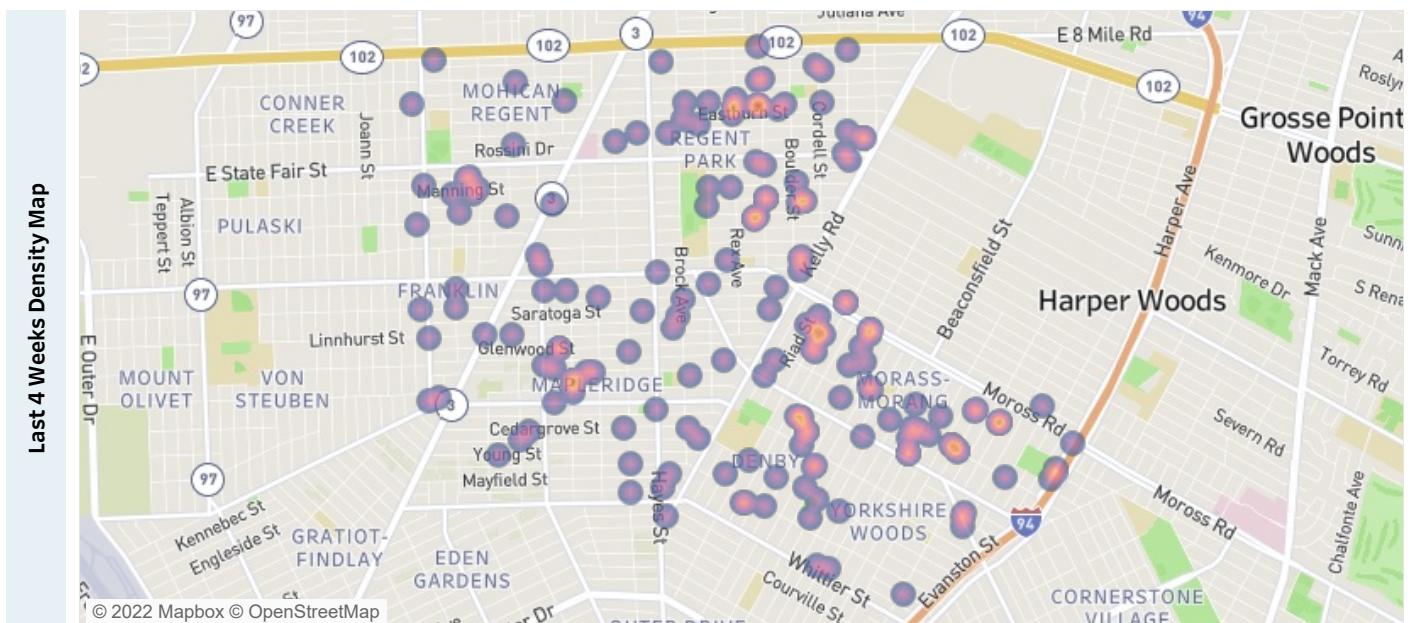 Last 4 Weeks Density Map
97
Juliana Ave
94
102
102
3
102
102
E 8 Mile Rd
102
CONNER
CREEK
MOHICAN
REGENT
Eastburn St
Cordell St
Grosse Point
Woods
Joann St
Rossini Dr
REGENT
PARK
Boulder St
E State Fair St
Manning St
3
Teppert St
Albion St
PULASKI
Kelly Rd
Rex Ave
Brock Ave
Beaconsfield St
Harper Ave
Mack Ave
Kenmore Dr
97
FRANKLIN
Saratoga St
Harper Woods
Linnhurst St
Glenwood St
Riad St
Torrey Rd
E Outer Dr
MOUNT
OLIVET
VON
STEUBEN
MAPLERIDGE
MORASS-
MORANG
Moross Rd
3
Cedargrove St
Young St
Mayfield St
DENBY
Severn Rd
97
Hayes St
Kennebec St
Engleside St
GRATIOT-
FINDLAY
EDEN
GARDENS
YORKSHIRE
WOODS
94
Moross Rd
Chalfonte Ave
Whittier St
Courville St
Evanston St
CORNERSTONE
VILLAGE
OUTER DRIVE
© 2022 Mapbox © OpenStreetMap